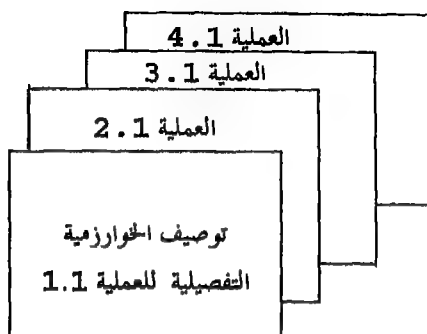 العملية 4.1
العملية 3.1
العملية 2.1
توصيف الخوارزمية
التفصيلية للعملية 1.1